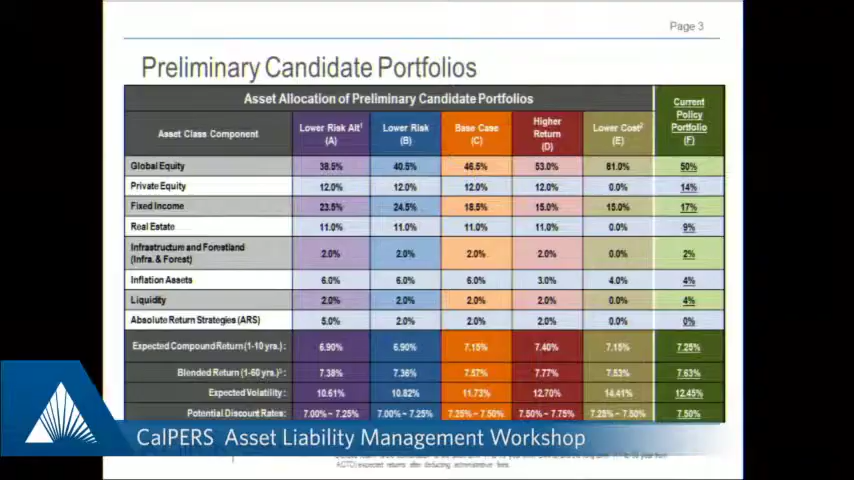 Page 3
Preliminary Candidate Portfolios
Asset Allocation of Preliminary Candidate Portfolios
Current Policy Portfolio (F)
Asset Class Component Lower Risk Alt¹ (A) Lower Risk (B) Base Case (C) Higher Return (D) Lower Cost² (E)
Global Equity 38.5% 40.5% 46.5% 53.0% 81.0% 50%
Private Equity 12.0% 12.0% 12.0% 12.0% 0.0% 14%
Fixed Income 23.5% 24.5% 18.5% 15.0% 15.0% 17%
Real Estate 11.0% 11.0% 11.0% 11.0% 0.0% 9%
Infrastructure and Forestland
(Infra. & Forest) 2.0% 2.0% 2.0% 2.0% 0.0% 2%
Inflation Assets 6.0% 6.0% 6.0% 3.0% 4.0% 4%
Liquidity 2.0% 2.0% 2.0% 2.0% 0.0% 4%
Absolute Return Strategies (ARS) 5.0% 2.0% 2.0% 2.0% 0.0% 0%
Expected Compound Return (1-10 yrs.): 6.90% 6.90% 7.15% 7.40% 7.15% 7.25%
Blended Return (1-60 yrs.)³: 7.38% 7.36% 7.57% 7.77% 7.53% 7.63%
Expected Volatility: 10.61% 10.82% 11.73% 12.70% 14.41% 12.45%
Potential Discount Rates: 7.00% – 7.25% 7.00% – 7.25% 7.25% – 7.50% 7.50% – 7.75% 7.25% – 7.50% 7.50%
CalPERS Asset Liability Management Workshop
expected returns after deducting administrative fees.